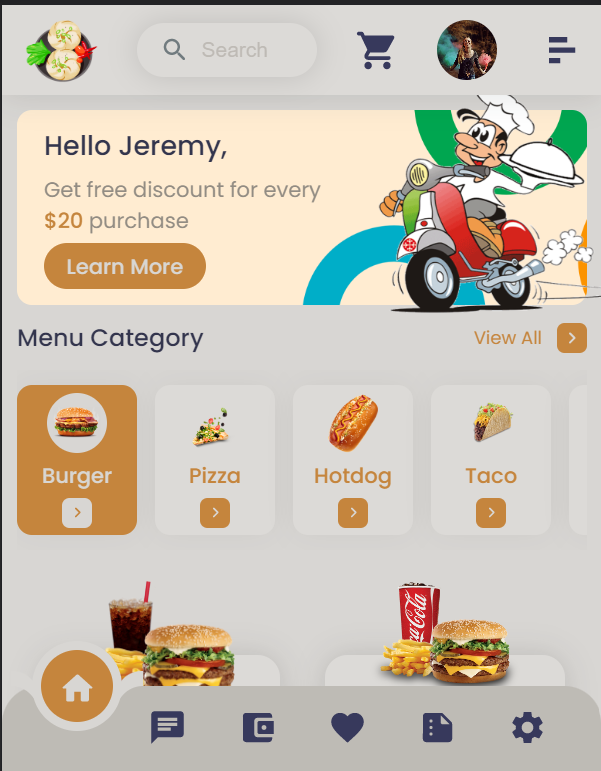 Search
Hello Jeremy,
Get free discount for every
$20 purchase
Learn More
Menu Category
View All
Burger
Pizza
Hotdog
Taco